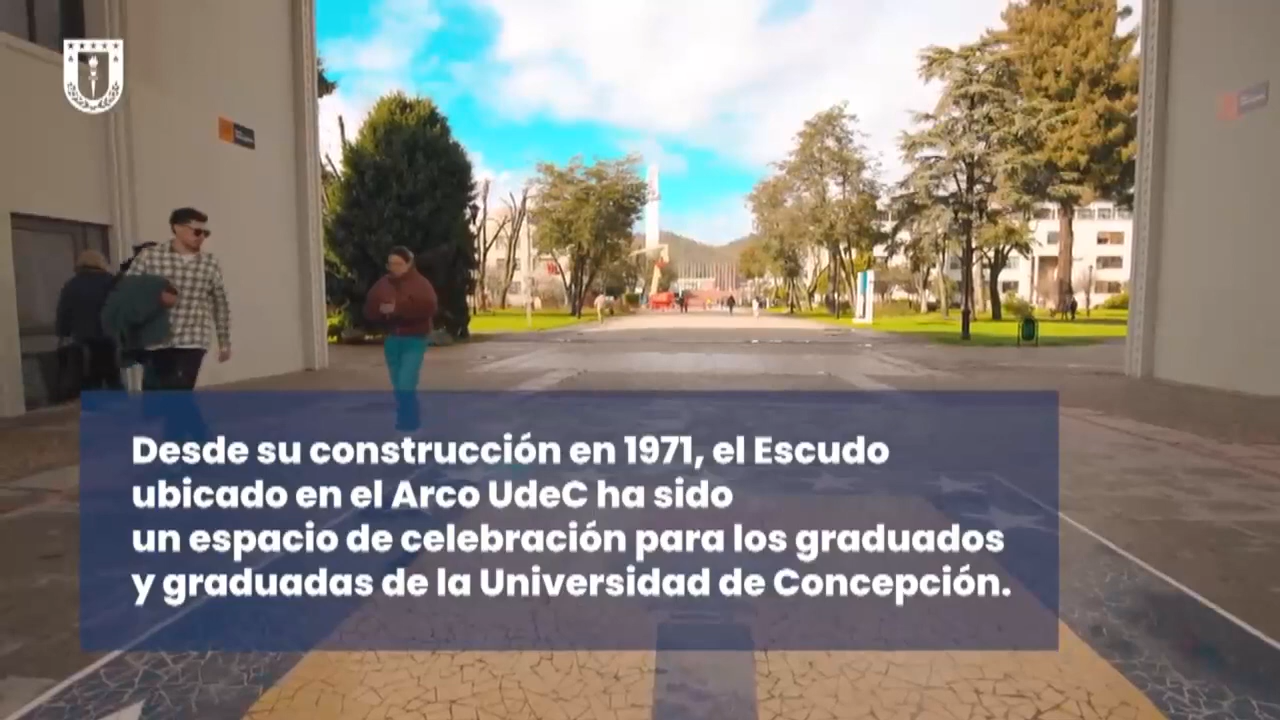 Desde su construcción en 1971, el Escudo
ubicado en el Arco UdeC ha sido
un espacio de celebración para los graduados
y graduadas de la Universidad de Concepción.